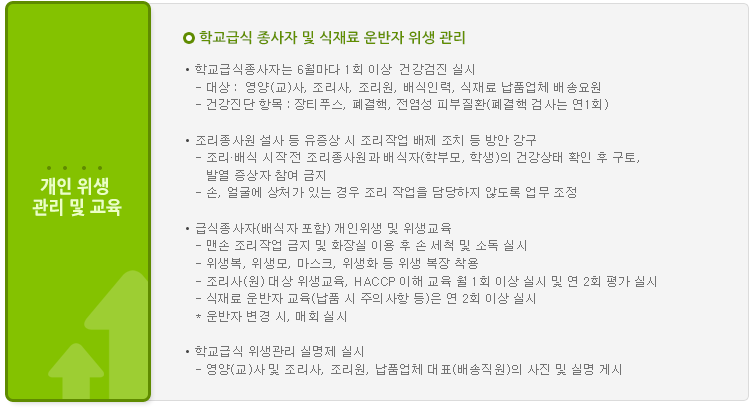 개인 위생
관리 및 교육
학교급식 종사자 및 식재료 운반자 위생 관리
• 학교급식종사자는 6월마다 1회 이상 건강검진 실시
- 대상 : 영양(교)사, 조리사, 조리원, 배식인력, 식재료 납품업체 배송요원
- 건강진단 항목 : 장티푸스, 폐결핵, 전염성 피부질환(폐결핵 검사는 연1회)
• 조리종사원 설사 등 유증상 시 조리작업 배제 조치 등 방안 강구
- 조리·배식 시작전 조리종사원과 배식자(학부모, 학생)의 건강상태 확인 후 구토,
발열 증상자 참여 금지
- 손, 얼굴에 상처가 있는 경우 조리 작업을 담당하지 않도록 업무 조정
• 급식종사자(배식자 포함) 개인위생 및 위생교육
- 맨손 조리작업 금지 및 화장실 이용 후 손 세척 및 소독 실시
- 위생복, 위생모, 마스크, 위생화 등 위생 복장 착용
- 조리사(원) 대상 위생교육, HACCP 이해 교육 월 1회 이상 실시 및 연 2회 평가 실시
- 식재료 운반자 교육(납품 시 주의사항 등)은 연 2회 이상 실시
* 운반자 변경 시, 매회 실시
• 학교급식 위생관리 실명제 실시
- 영양(교)사 및 조리사, 조리원, 납품업체 대표(배송직원)의 사진 및 실명 게시